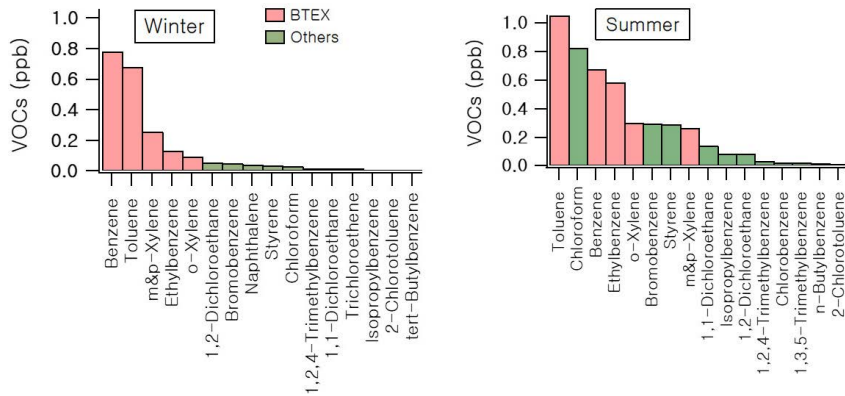 Winter
BTEX
Others
VOCs (ppb)
1.0
0.8
0.6
0.4
0.2
0.0
Benzene
Toluene
m&p-Xylene
Ethylbenzene
o-Xylene
1,2-Dichloroethane
Bromobenzene
Naphthalene
Styrene
Chloroform
1,2,4-Trimethylbenzene
1,1-Dichloroethane
Trichloroethene
Isopropylbenzene
2-Chlorotoluene
tert-Butylbenzene
Summer
VOCs (ppb)
1.0
0.8
0.6
0.4
0.2
0.0
Toluene
Chloroform
Benzene
Ethylbenzene
o-Xylene
Bromobenzene
Styrene
m&p-Xylene
1,1-Dichloroethane
Isopropylbenzene
1,2-Dichloroethane
1,2,4-Trimethylbenzene
Chlorobenzene
1,3,5-Trimethylbenzene
n-Butylbenzene
2-Chlorotoluene